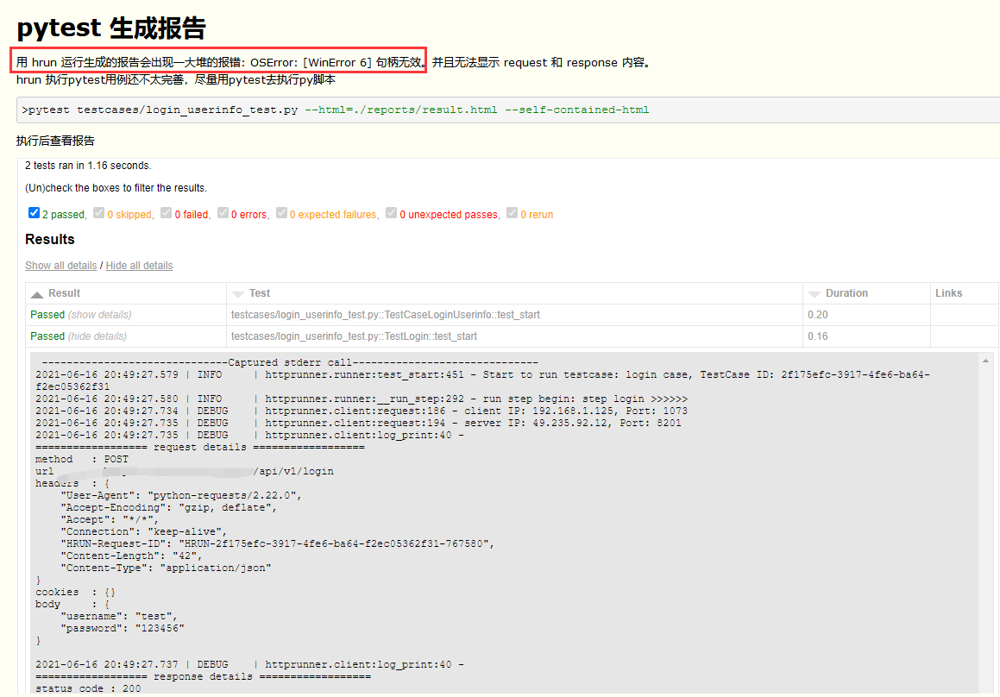 pytest 生成报告
用 hrun 运行生成的报告会出现一大堆的报错：OSError: [WinError 6] 句柄无效。并且无法显示 request 和 response 内容。
hrun 执行pytest用例还不太完善，尽量用pytest去执行py脚本
>pytest testcases/login_userinfo_test.py --html=./reports/result.html --self-contained-html
执行后查看报告
2 tests ran in 1.16 seconds.
(Un)check the boxes to filter the results.
2 passed, 0 skipped, 0 failed, 0 errors, 0 expected failures, 0 unexpected passes, 0 rerun
Results
Show all details / Hide all details
Result Test Duration Links
Passed (show details) testcases/login_userinfo_test.py::TestCaseLoginUserinfo::test_start 0.20
Passed (hide details) testcases/login_userinfo_test.py::TestLogin::test_start 0.16
------------------------------Captured stderr call------------------------------
2021-06-16 20:49:27.579 | INFO     | httprunner.runner:test_start:451 - Start to run testcase: login case, TestCase ID: 2f175efc-3917-4fe6-ba64-
f2ec05362f31
2021-06-16 20:49:27.580 | INFO     | httprunner.runner:__run_step:292 - run step begin: step login >>>>>>
2021-06-16 20:49:27.734 | DEBUG    | httprunner.client:request:186 - client IP: 192.168.1.125, Port: 1073
2021-06-16 20:49:27.735 | DEBUG    | httprunner.client:request:194 - server IP: 49.235.92.12, Port: 8201
2021-06-16 20:49:27.735 | DEBUG    | httprunner.client:log_print:40 -
================== request details ==================
method   : POST
url /api/v1/login
headers  : {
    "User-Agent": "python-requests/2.22.0",
    "Accept-Encoding": "gzip, deflate",
    "Accept": "*/*",
    "Connection": "keep-alive",
    "HRUN-Request-ID": "HRUN-2f175efc-3917-4fe6-ba64-f2ec05362f31-767580",
    "Content-Length": "42",
    "Content-Type": "application/json"
}
cookies  : {}
body     : {
    "username": "test",
    "password": "123456"
}
2021-06-16 20:49:27.737 | DEBUG    | httprunner.client:log_print:40 -
================== response details ==================
status_code : 200